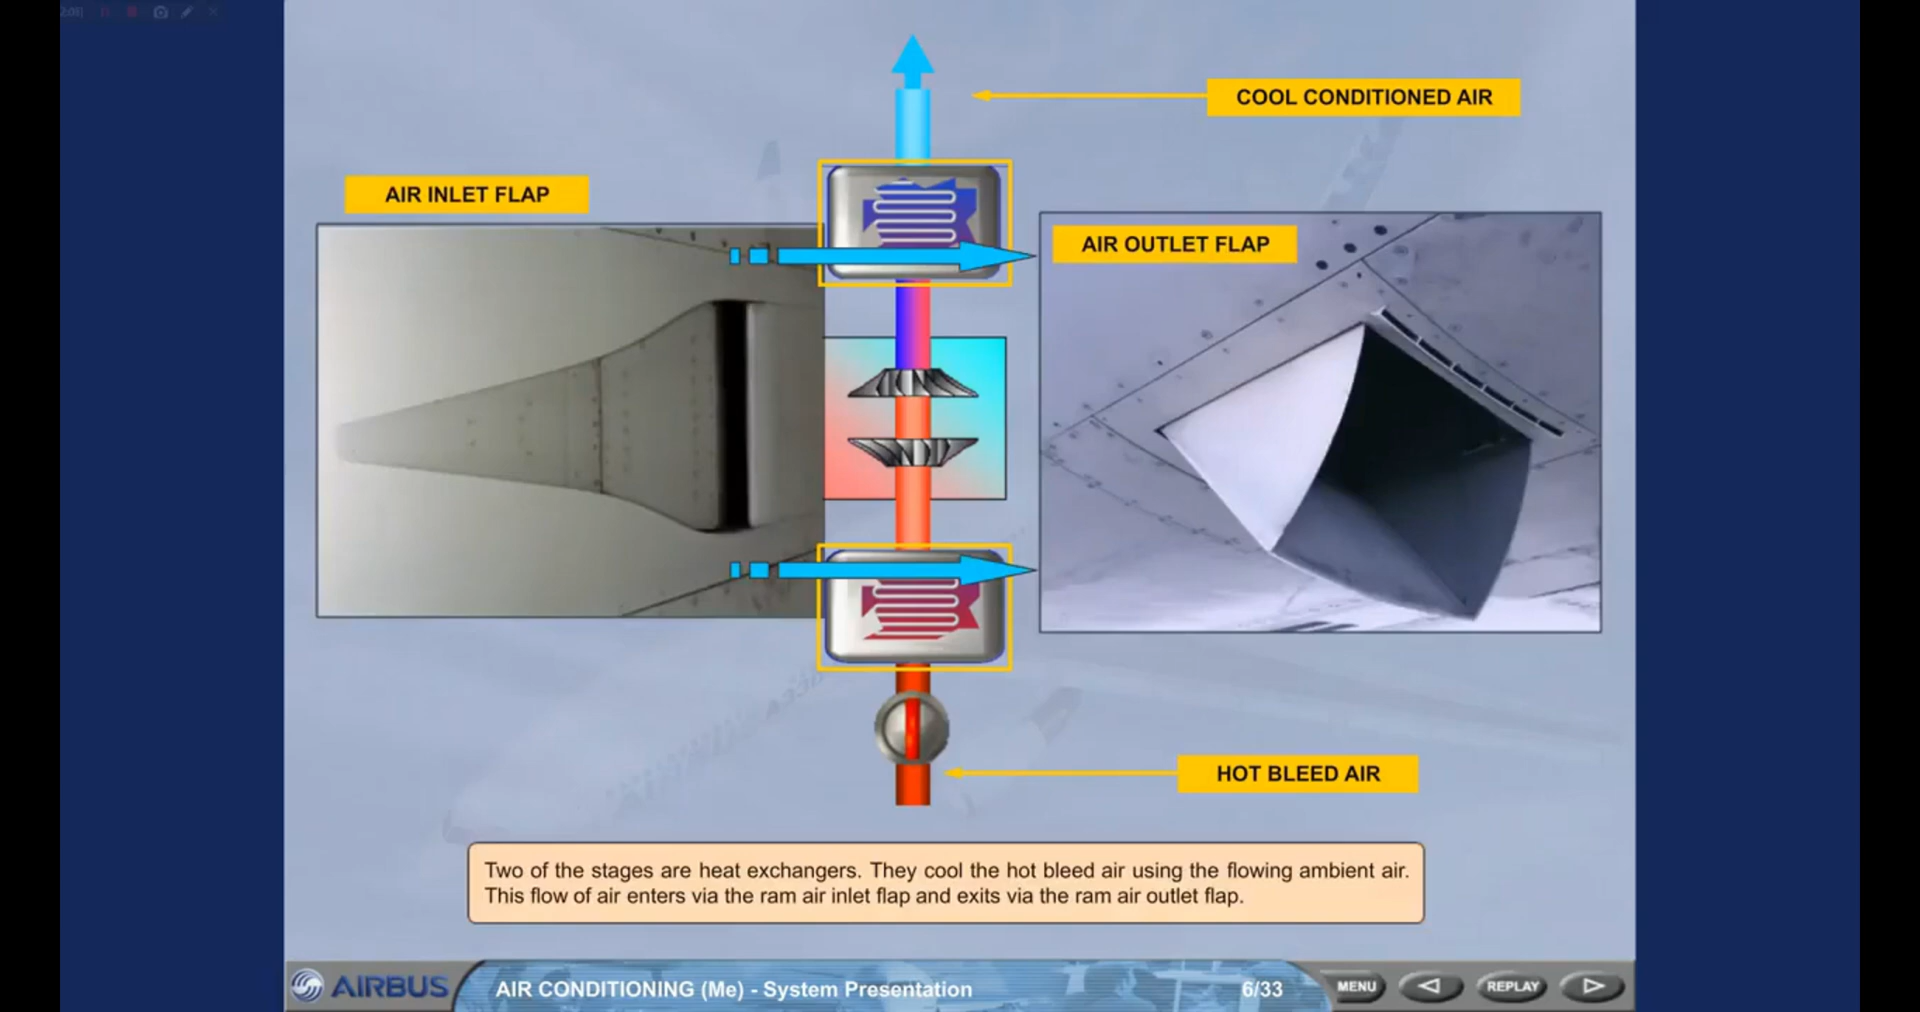 2:09
COOL CONDITIONED AIR
AIR INLET FLAP
AIR OUTLET FLAP
HOT BLEED AIR
Two of the stages are heat exchangers. They cool the hot bleed air using the flowing ambient air.
This flow of air enters via the ram air inlet flap and exits via the ram air outlet flap.
AIRBUS
AIR CONDITIONING (Me) - System Presentation
6/33
MENU
REPLAY